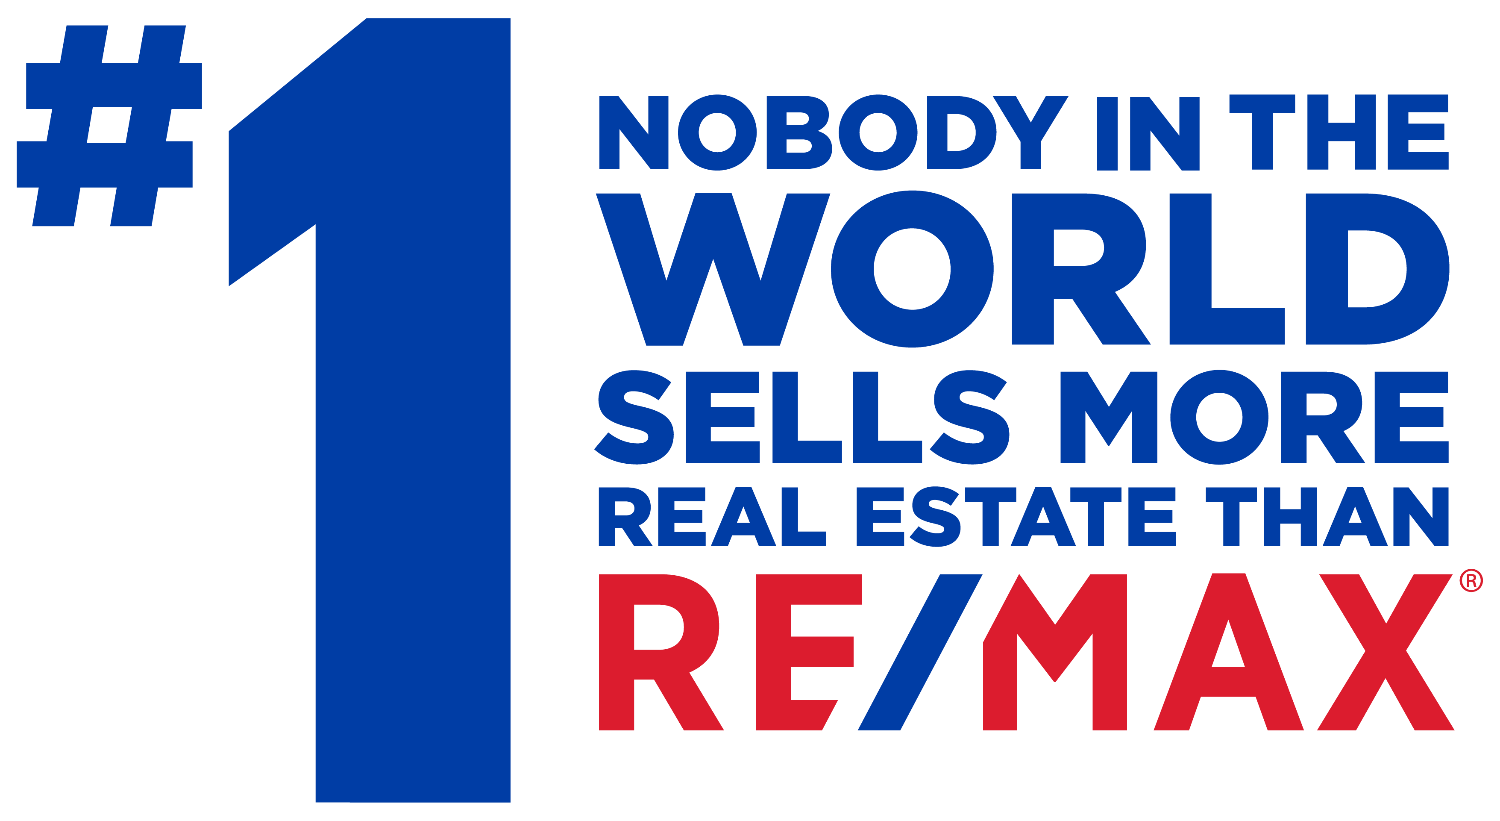 #1
NOBODY IN THE
WORLD
SELLS MORE
REAL ESTATE THAN
RE/MAX®